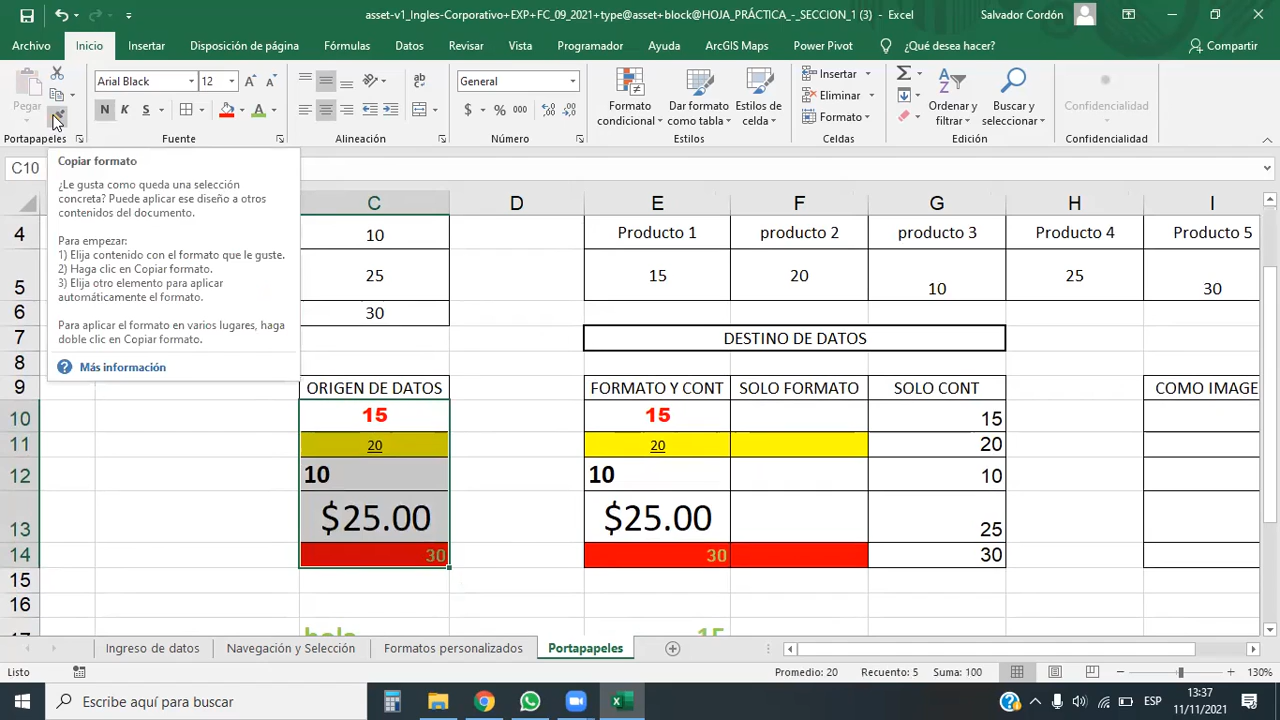 asset-v1_Ingles-Corporativo+EXP+FC_09_2021+type@asset+block@HOJA_PRÁCTICA_-_SECCION_1 (3) - Excel
Salvador Cordón
Archivo Inicio Insertar Disposición de página Fórmulas Datos Revisar Vista Programador Ayuda ArcGIS Maps Power Pivot ¿Qué desea hacer? Compartir
Pegar
Portapapeles
Arial Black 12
N K S
Fuente
Alineación
General
$ % 000
Número
Formato condicional
Dar formato como tabla
Estilos de celda
Estilos
Insertar
Eliminar
Formato
Celdas
Ordenar y filtrar
Buscar y seleccionar
Edición
Confidencialidad
Confidencialidad
C10
Copiar formato
¿Le gusta como queda una selección
concreta? Puede aplicar ese diseño a otros
contenidos del documento.
Para empezar:
1) Elija contenido con el formato que le guste.
2) Haga clic en Copiar formato.
3) Elija otro elemento para aplicar
automáticamente el formato.
Para aplicar el formato en varios lugares, haga
doble clic en Copiar formato.
Más información
C D E F G H I
4 10 Producto 1 producto 2 producto 3 Producto 4 Producto 5
5 25 15 20 10 25 30
6 30
7 DESTINO DE DATOS
8
9 ORIGEN DE DATOS FORMATO Y CONT SOLO FORMATO SOLO CONT COMO IMAGE
10 15 15 15
11 20 20 20
12 10 10 10
13 $25.00 $25.00 25
14 30 30 30
15
16
17 hola 15
Ingreso de datos Navegación y Selección Formatos personalizados Portapapeles
Listo Promedio: 20 Recuento: 5 Suma: 100 130%
Escribe aquí para buscar
ESP
13:37
11/11/2021